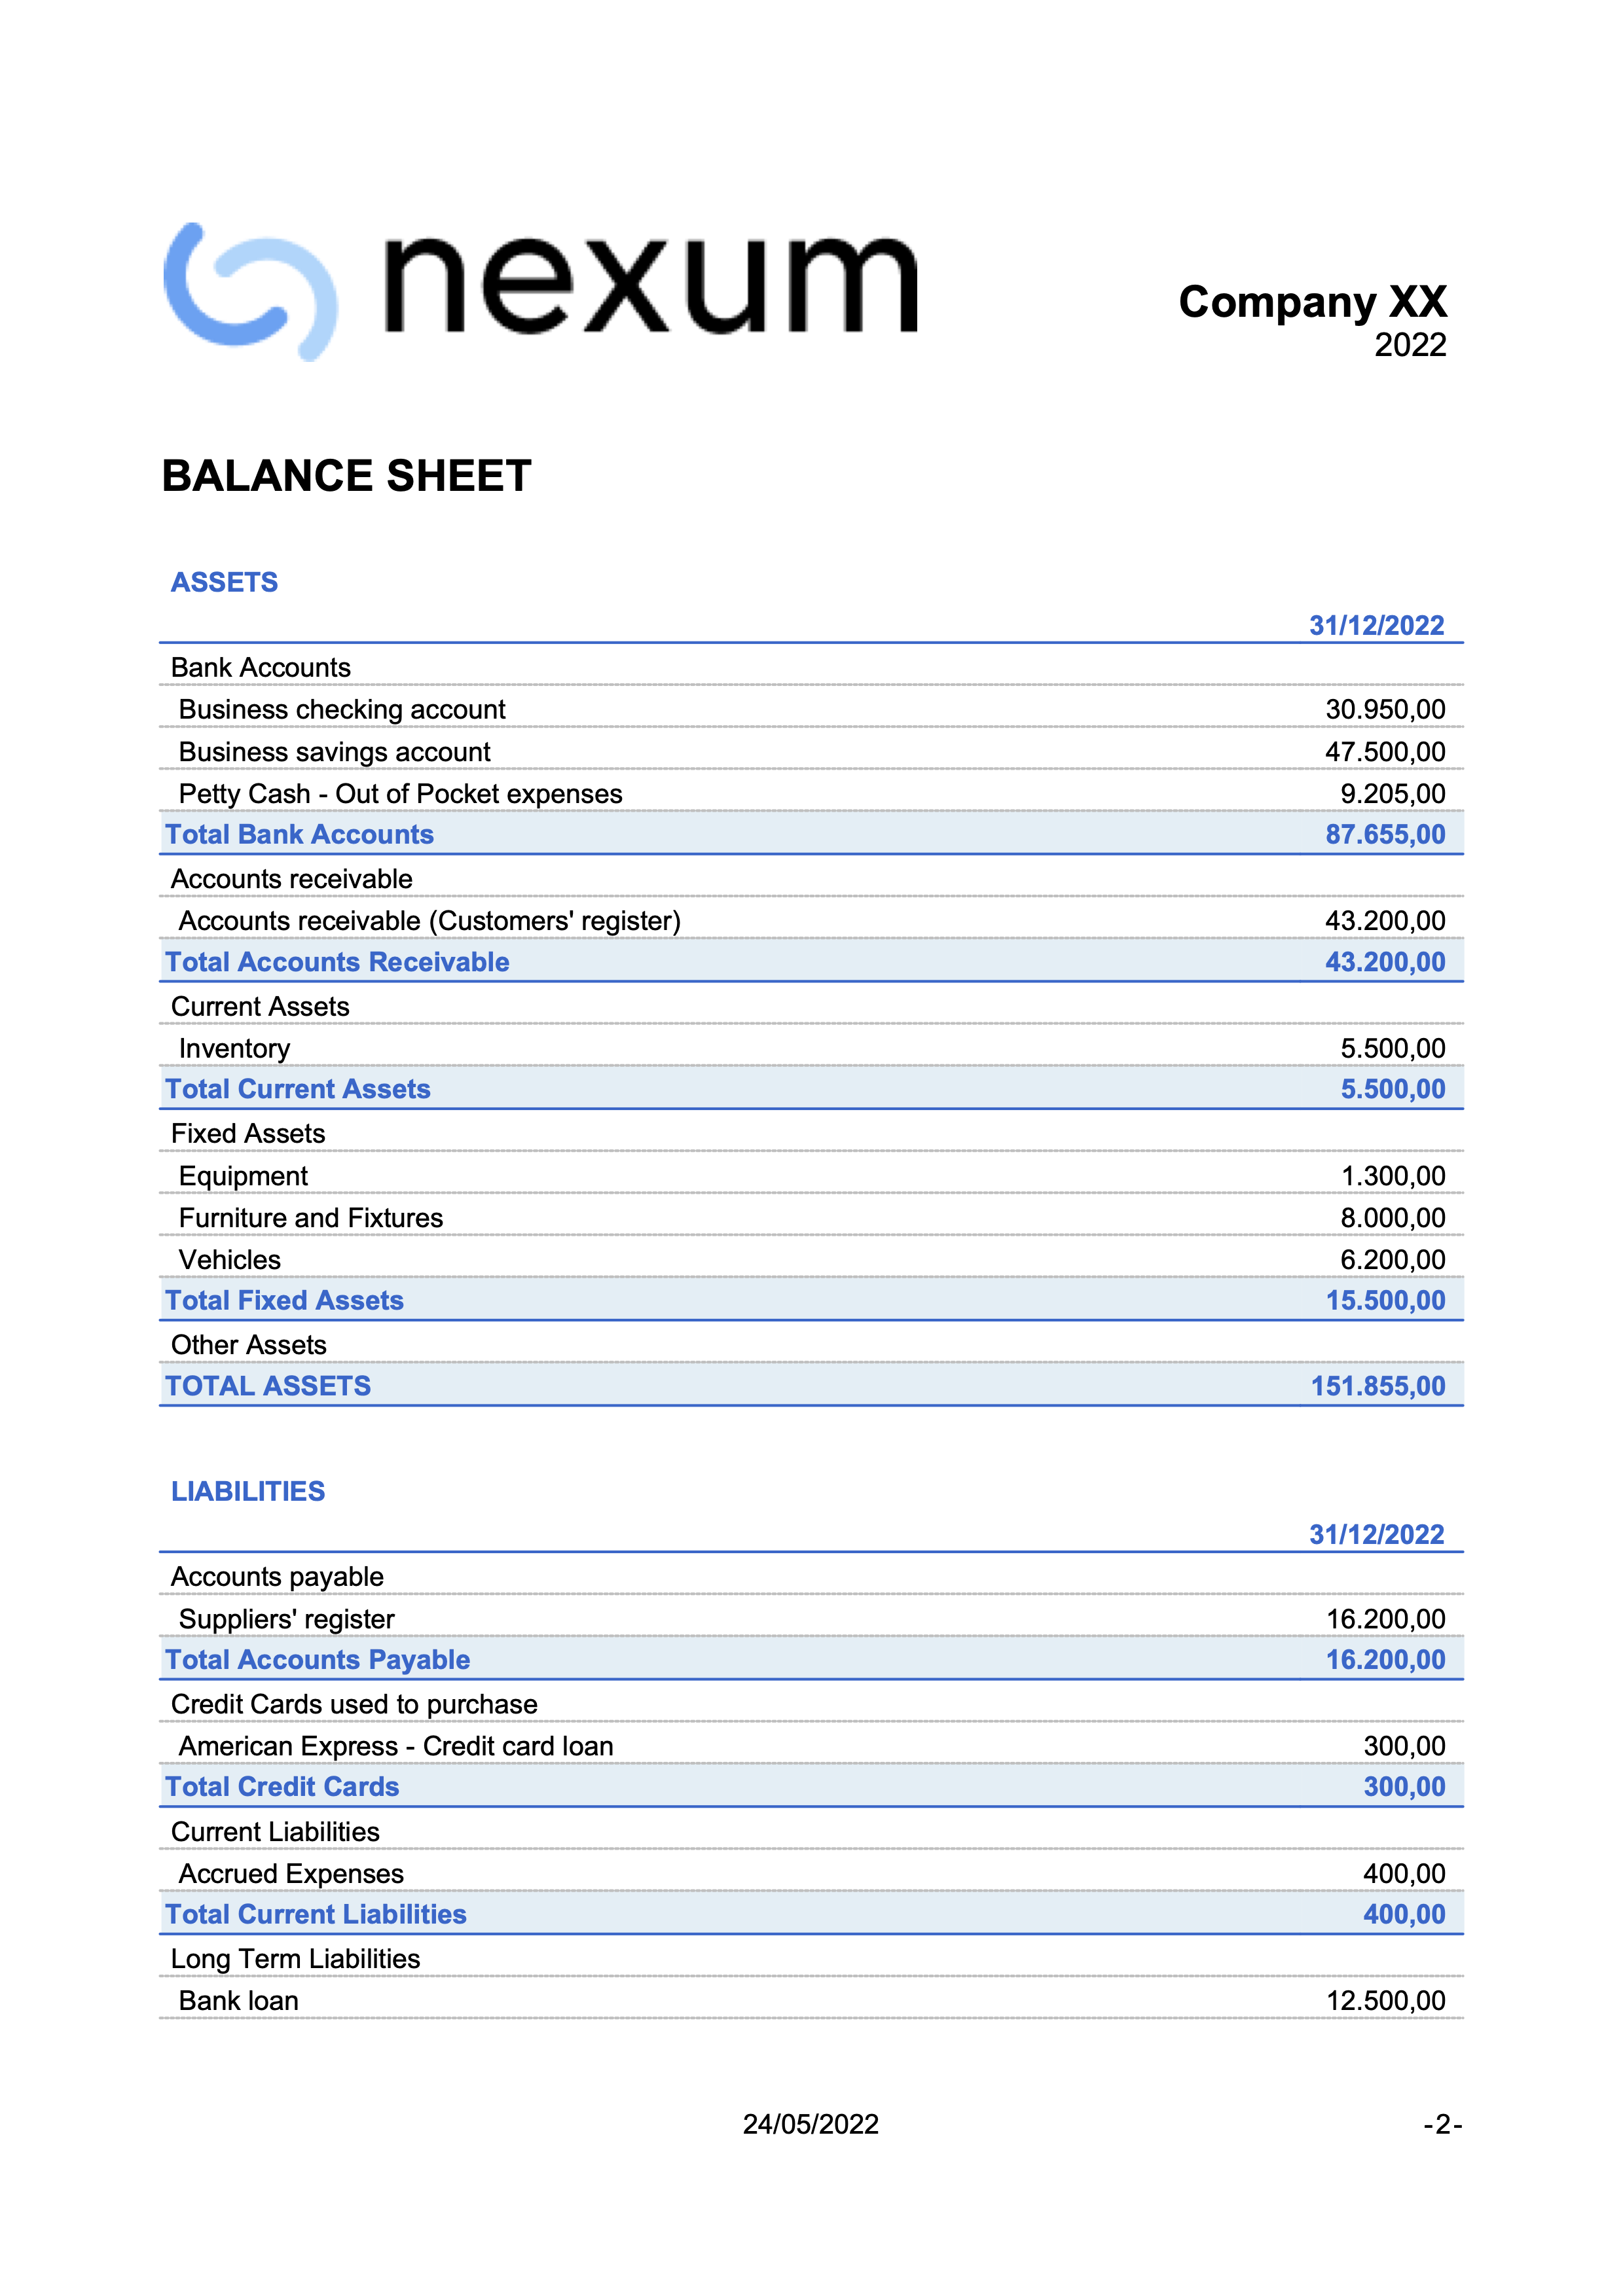 nexum
Company XX
2022
BALANCE SHEET
ASSETS
31/12/2022
Bank Accounts
Business checking account 30.950,00
Business savings account 47.500,00
Petty Cash - Out of Pocket expenses 9.205,00
Total Bank Accounts 87.655,00
Accounts receivable
Accounts receivable (Customers' register) 43.200,00
Total Accounts Receivable 43.200,00
Current Assets
Inventory 5.500,00
Total Current Assets 5.500,00
Fixed Assets
Equipment 1.300,00
Furniture and Fixtures 8.000,00
Vehicles 6.200,00
Total Fixed Assets 15.500,00
Other Assets
TOTAL ASSETS 151.855,00
LIABILITIES
31/12/2022
Accounts payable
Suppliers' register 16.200,00
Total Accounts Payable 16.200,00
Credit Cards used to purchase
American Express - Credit card loan 300,00
Total Credit Cards 300,00
Current Liabilities
Accrued Expenses 400,00
Total Current Liabilities 400,00
Long Term Liabilities
Bank loan 12.500,00
24/05/2022 -2-